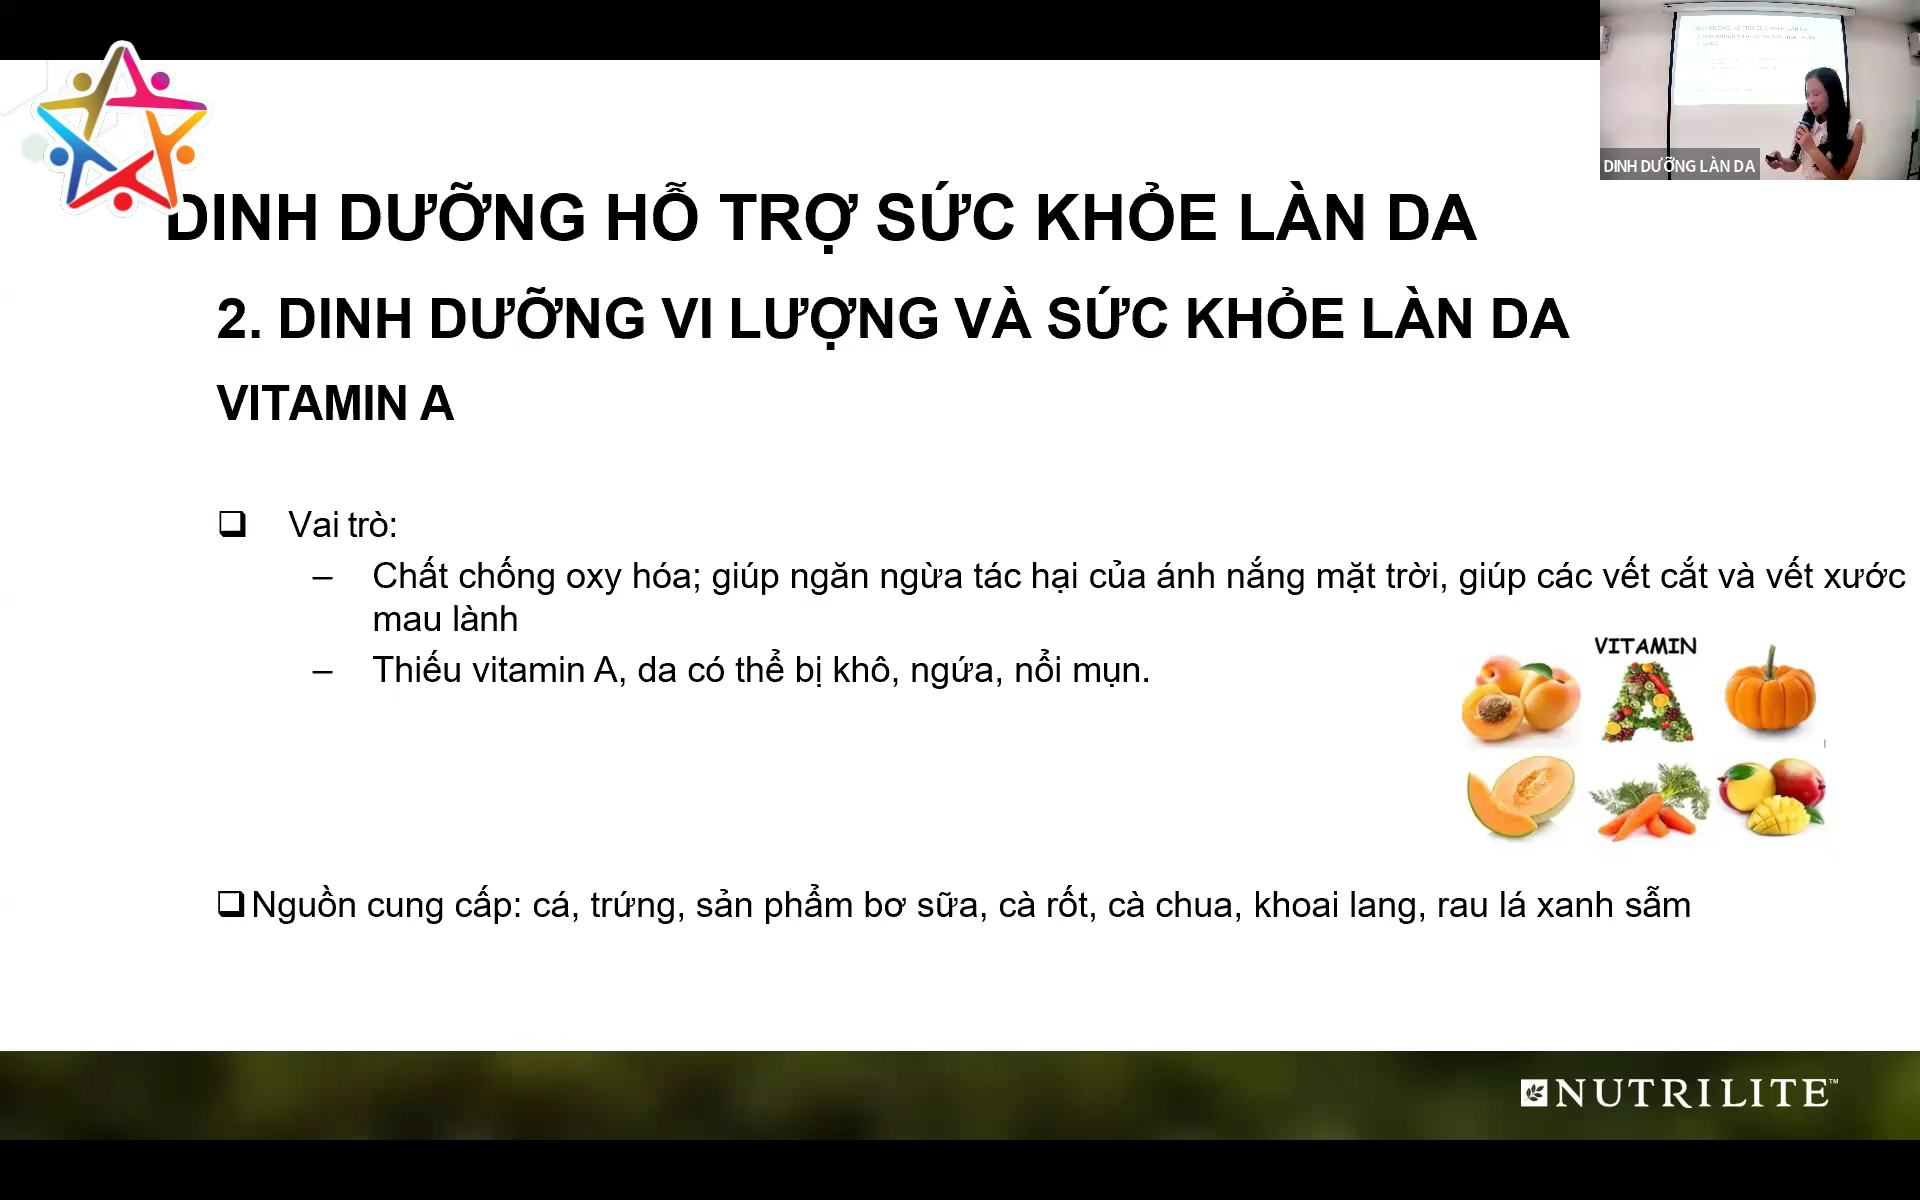 DINH DƯỠNG LÀN DA
DINH DƯỠNG HỖ TRỢ SỨC KHỎE LÀN DA
2. DINH DƯỠNG VI LƯỢNG VÀ SỨC KHỎE LÀN DA
VITAMIN A
Vai trò:
– Chất chống oxy hóa; giúp ngăn ngừa tác hại của ánh nắng mặt trời, giúp các vết cắt và vết xước
mau lành
– Thiếu vitamin A, da có thể bị khô, ngứa, nổi mụn.
VITAMIN
A
Nguồn cung cấp: cá, trứng, sản phẩm bơ sữa, cà rốt, cà chua, khoai lang, rau lá xanh sẫm
NUTRILITE™